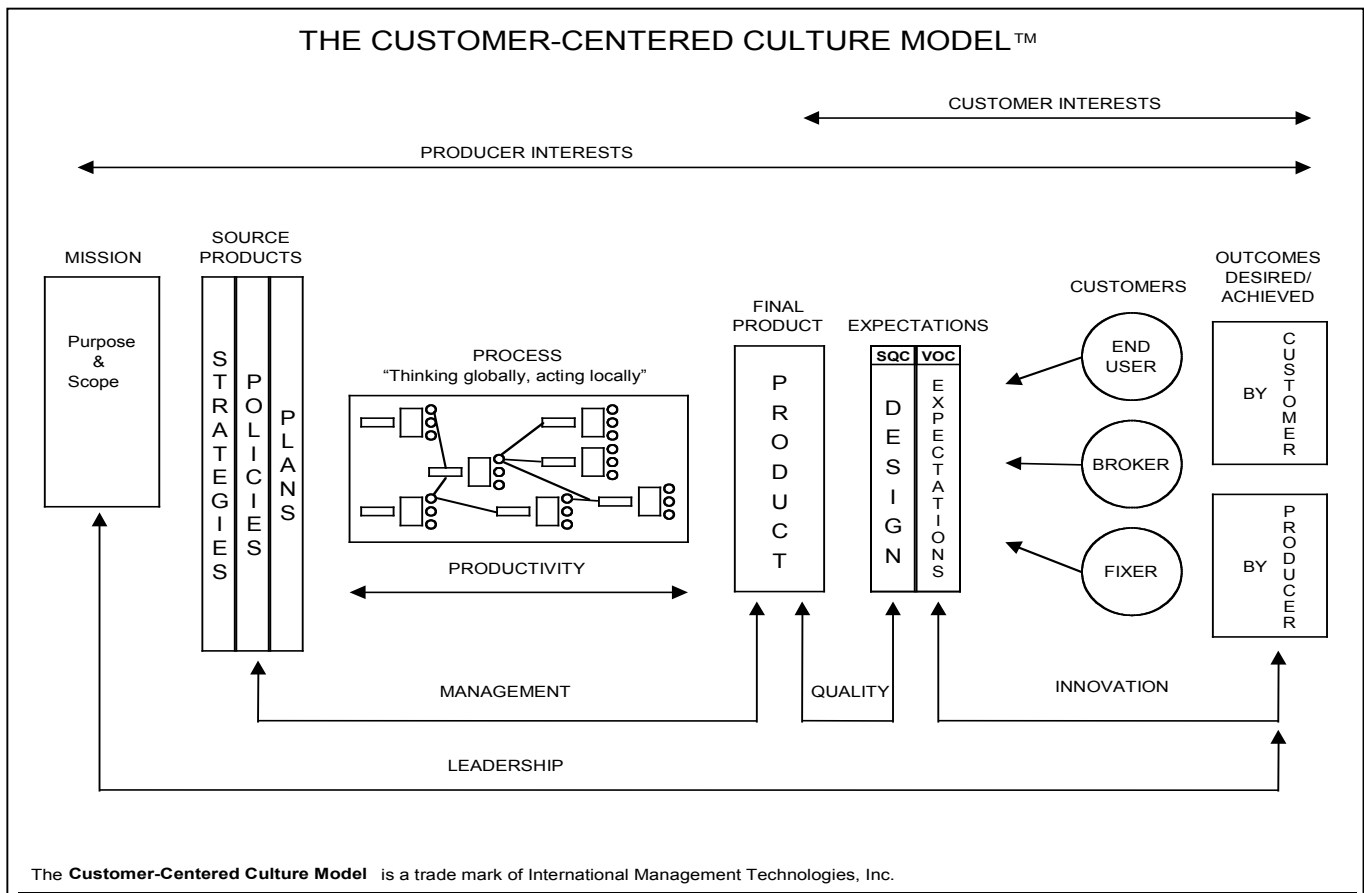 THE CUSTOMER-CENTERED CULTURE MODEL™
CUSTOMER INTERESTS
PRODUCER INTERESTS
MISSION
Purpose
&
Scope
SOURCE
PRODUCTS
STRATEGIES
POLICIES
PLANS
PROCESS
“Thinking globally, acting locally”
PRODUCTIVITY
FINAL
PRODUCT
PRODUCT
EXPECTATIONS
SQC VOC
DESIGN
EXPECTATIONS
CUSTOMERS
END
USER
BROKER
FIXER
OUTCOMES
DESIRED/
ACHIEVED
BY CUSTOMER
BY PRODUCER
MANAGEMENT
QUALITY
INNOVATION
LEADERSHIP
The Customer-Centered Culture Model is a trade mark of International Management Technologies, Inc.